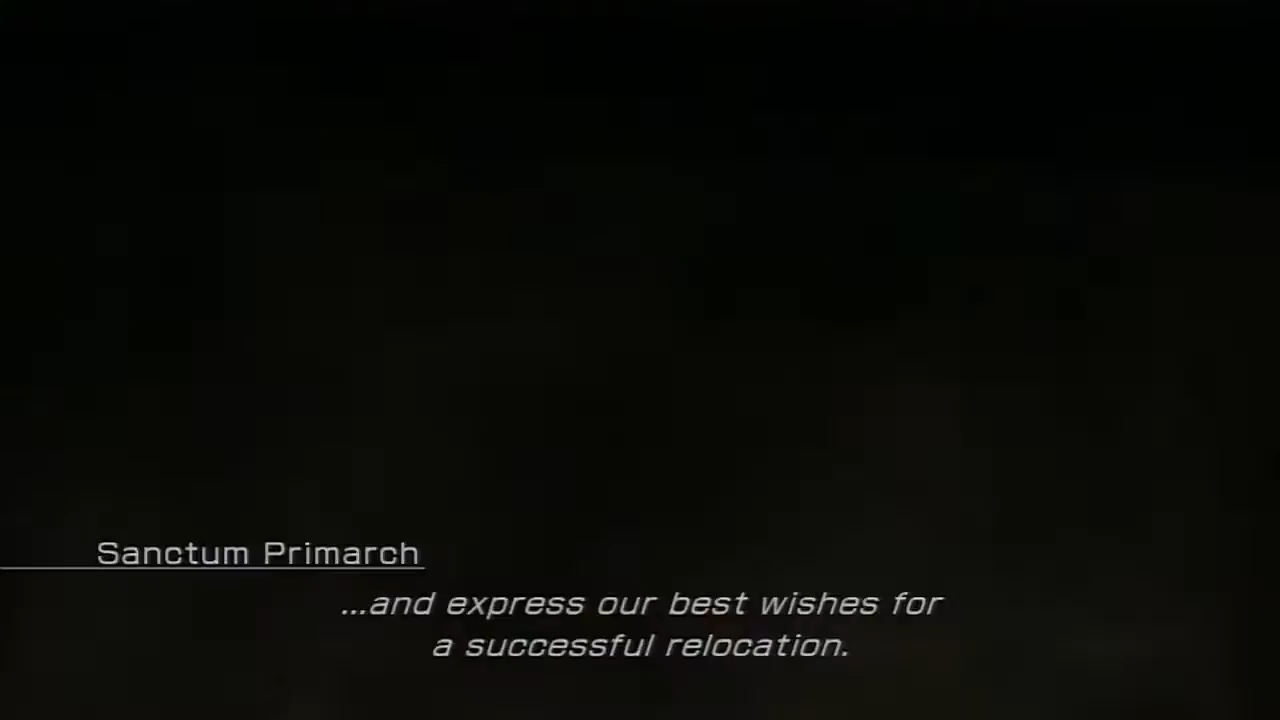 Sanctum Primarch
...and express our best wishes for
a successful relocation.